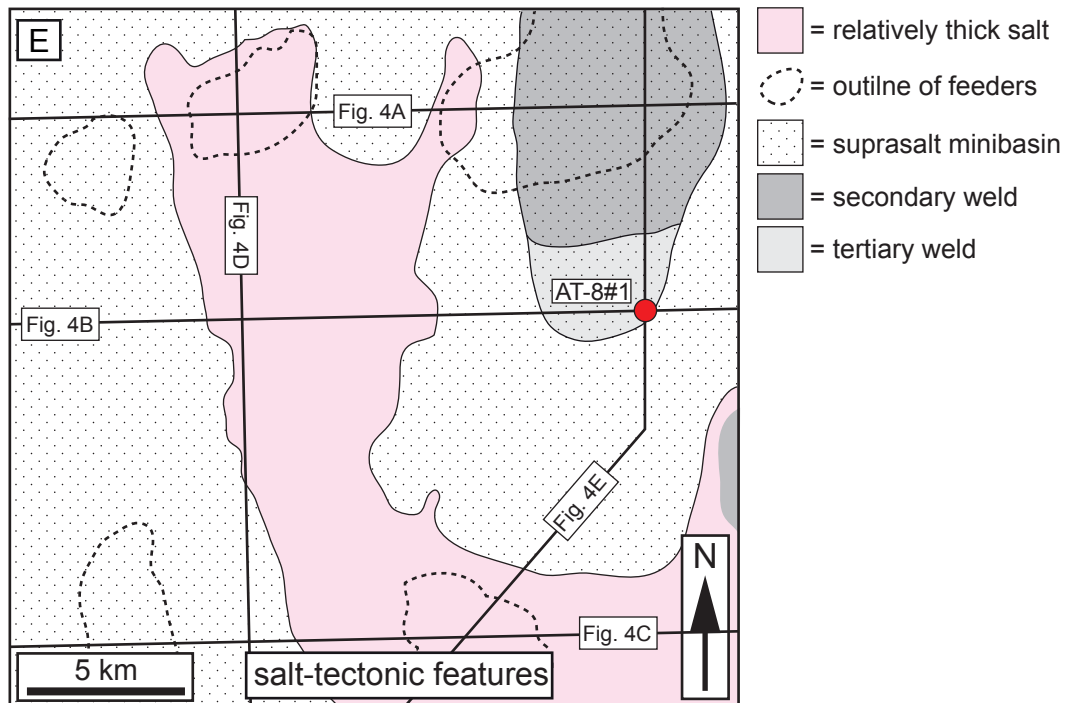 E
= relatively thick salt
= outilne of feeders
= suprasalt minibasin
= secondary weld
= tertiary weld
Fig. 4A
Fig. 4D
AT-8#1
Fig. 4B
Fig. 4E
N
Fig. 4C
5 km
salt-tectonic features